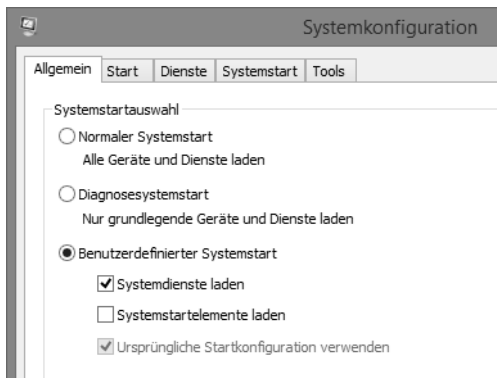 Systemkonfiguration
Allgemein Start Dienste Systemstart Tools
Systemstartauswahl
Normaler Systemstart
Alle Geräte und Dienste laden
Diagnosesystemstart
Nur grundlegende Geräte und Dienste laden
Benutzerdefinierter Systemstart
Systemdienste laden
Systemstartelemente laden
Ursprüngliche Startkonfiguration verwenden